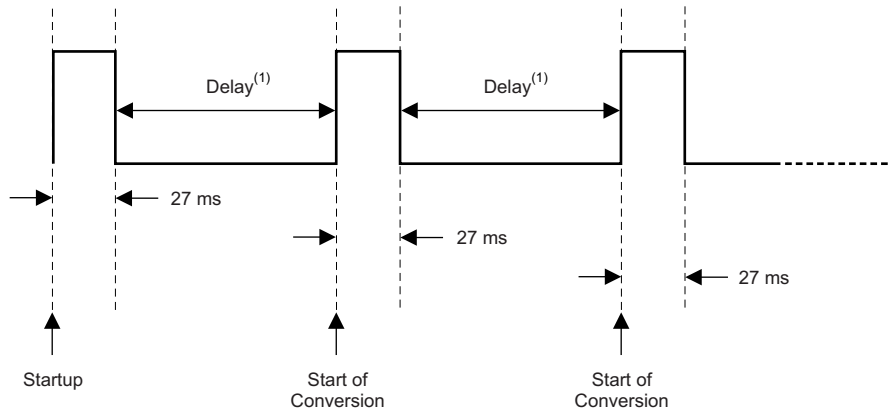 Delay(1)
Delay(1)
27 ms
27 ms
27 ms
Startup
Start of
Conversion
Start of
Conversion